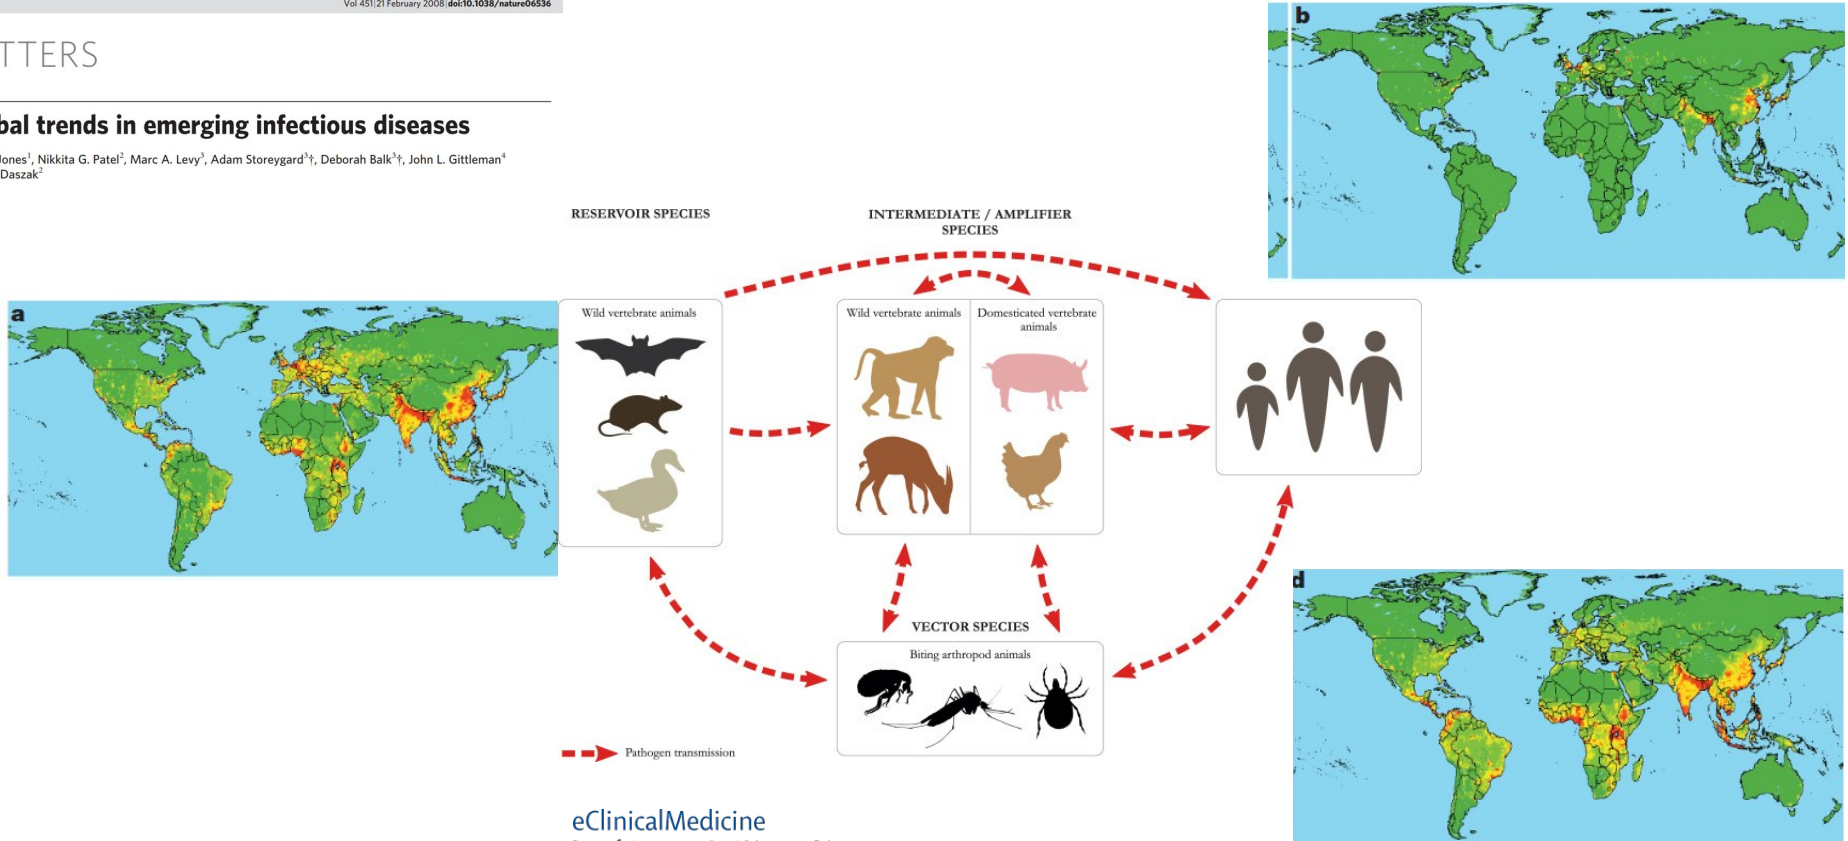 Vol 451|21 February 2008|doi:10.1038/nature06536
TTERS
bal trends in emerging infectious diseases
Jones1, Nikkita G. Patel2, Marc A. Levy3, Adam Storeygard3†, Deborah Balk3†, John L. Gittleman4
Daszak2
a
RESERVOIR SPECIES
INTERMEDIATE / AMPLIFIER
SPECIES
Wild vertebrate animals
Wild vertebrate animals
Domesticated vertebrate
animals
VECTOR SPECIES
Biting arthropod animals
Pathogen transmission
eClinicalMedicine
b
d